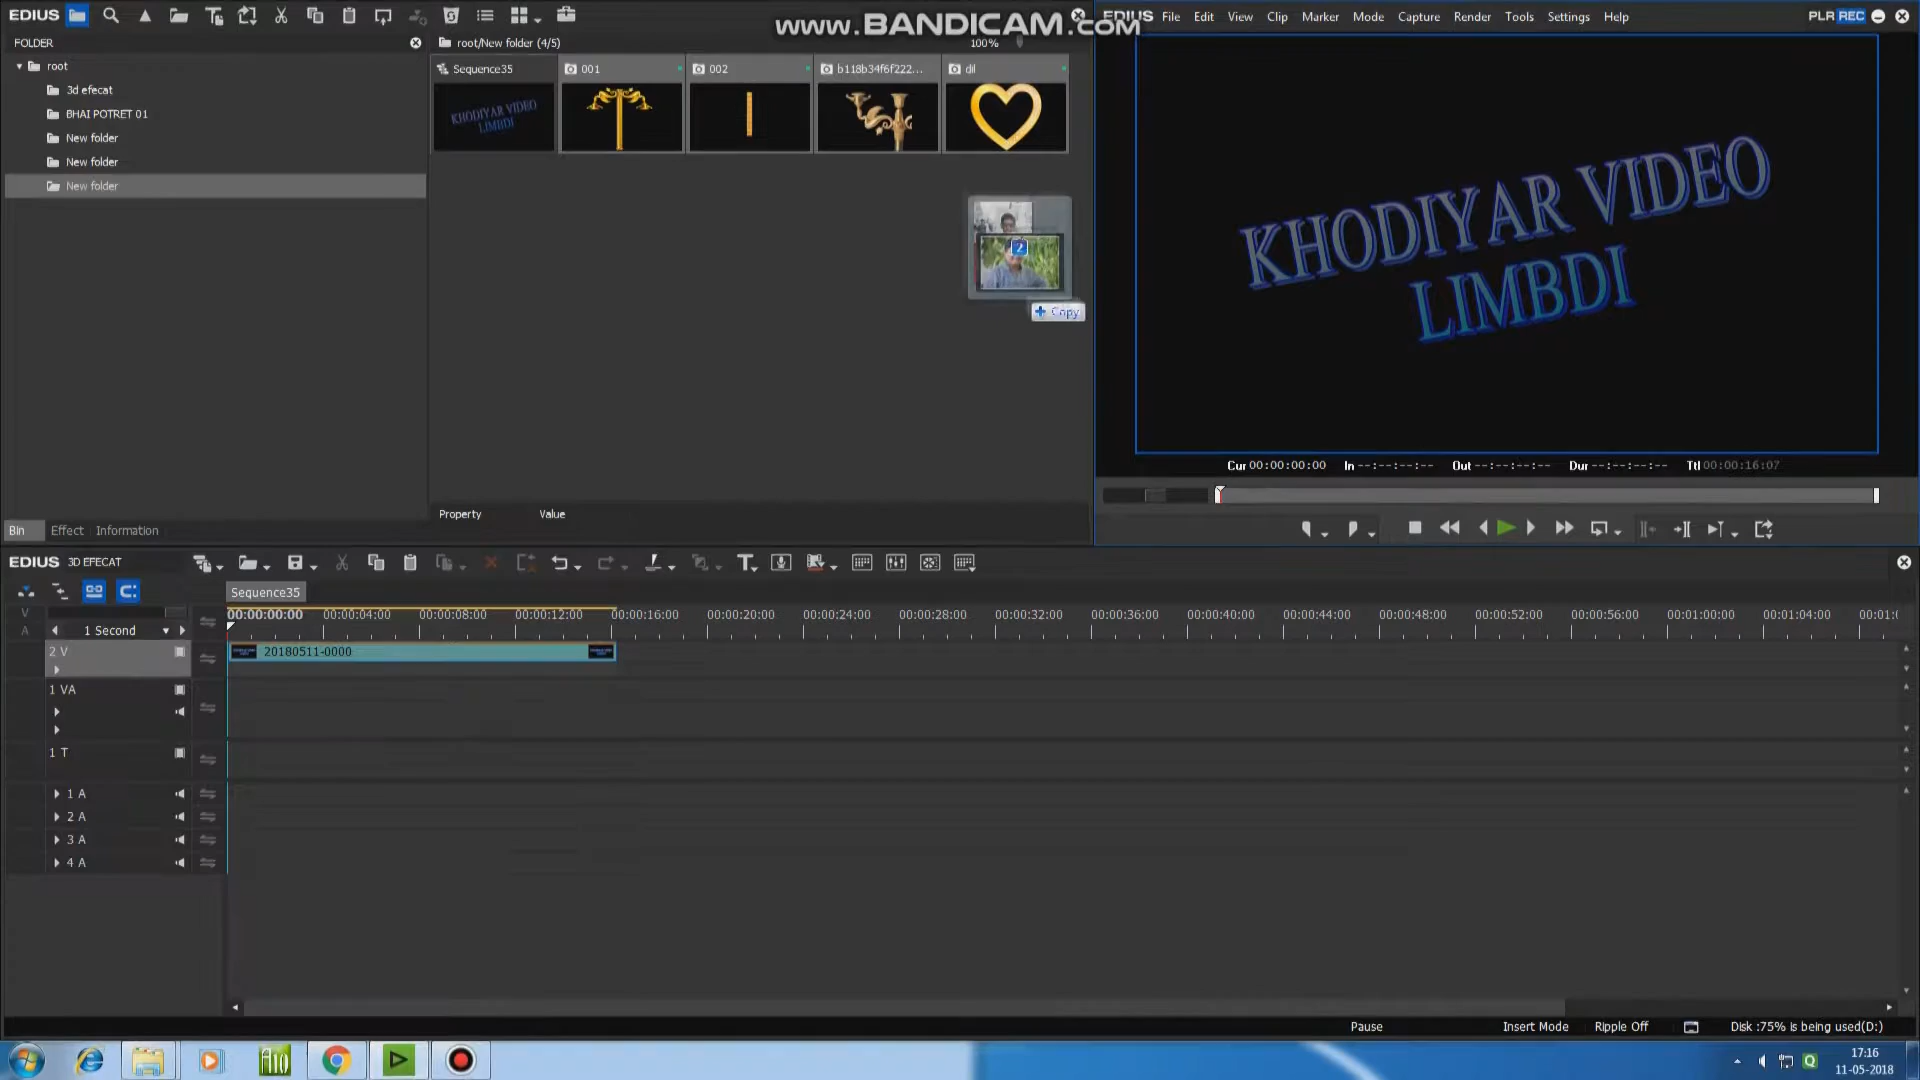 EDIUS
www.BANDICAM.com
EDIUS File Edit View Clip Marker Mode Capture Render Tools Settings Help
PLR REC
FOLDER
root/New folder (4/5)
100%
root
3d efecat
BHAI POTRET 01
New folder
New folder
New folder
Sequence35
001
002
b118b34f6f222...
dil
KHODIYAR VIDEO
LIMBDI
2
Copy
KHODIYAR VIDEO
LIMBDI
Cur 00:00:00:00 In --:--:--:-- Out --:--:--:-- Dur --:--:--:-- Ttl 00:00:16:07
Property Value
Bin Effect Information
EDIUS 3D EFECAT
Sequence35
V
A
1 Second
00:00:00:00 00:00:04:00 00:00:08:00 00:00:12:00 00:00:16:00 00:00:20:00 00:00:24:00 00:00:28:00 00:00:32:00 00:00:36:00 00:00:40:00 00:00:44:00 00:00:48:00 00:00:52:00 00:00:56:00 00:01:00:00 00:01:04:00
2 V
20180511-0000
1 VA
1 T
1 A
2 A
3 A
4 A
Pause
Insert Mode
Ripple Off
Disk :75% is being used(D:)
17:16
11-05-2018